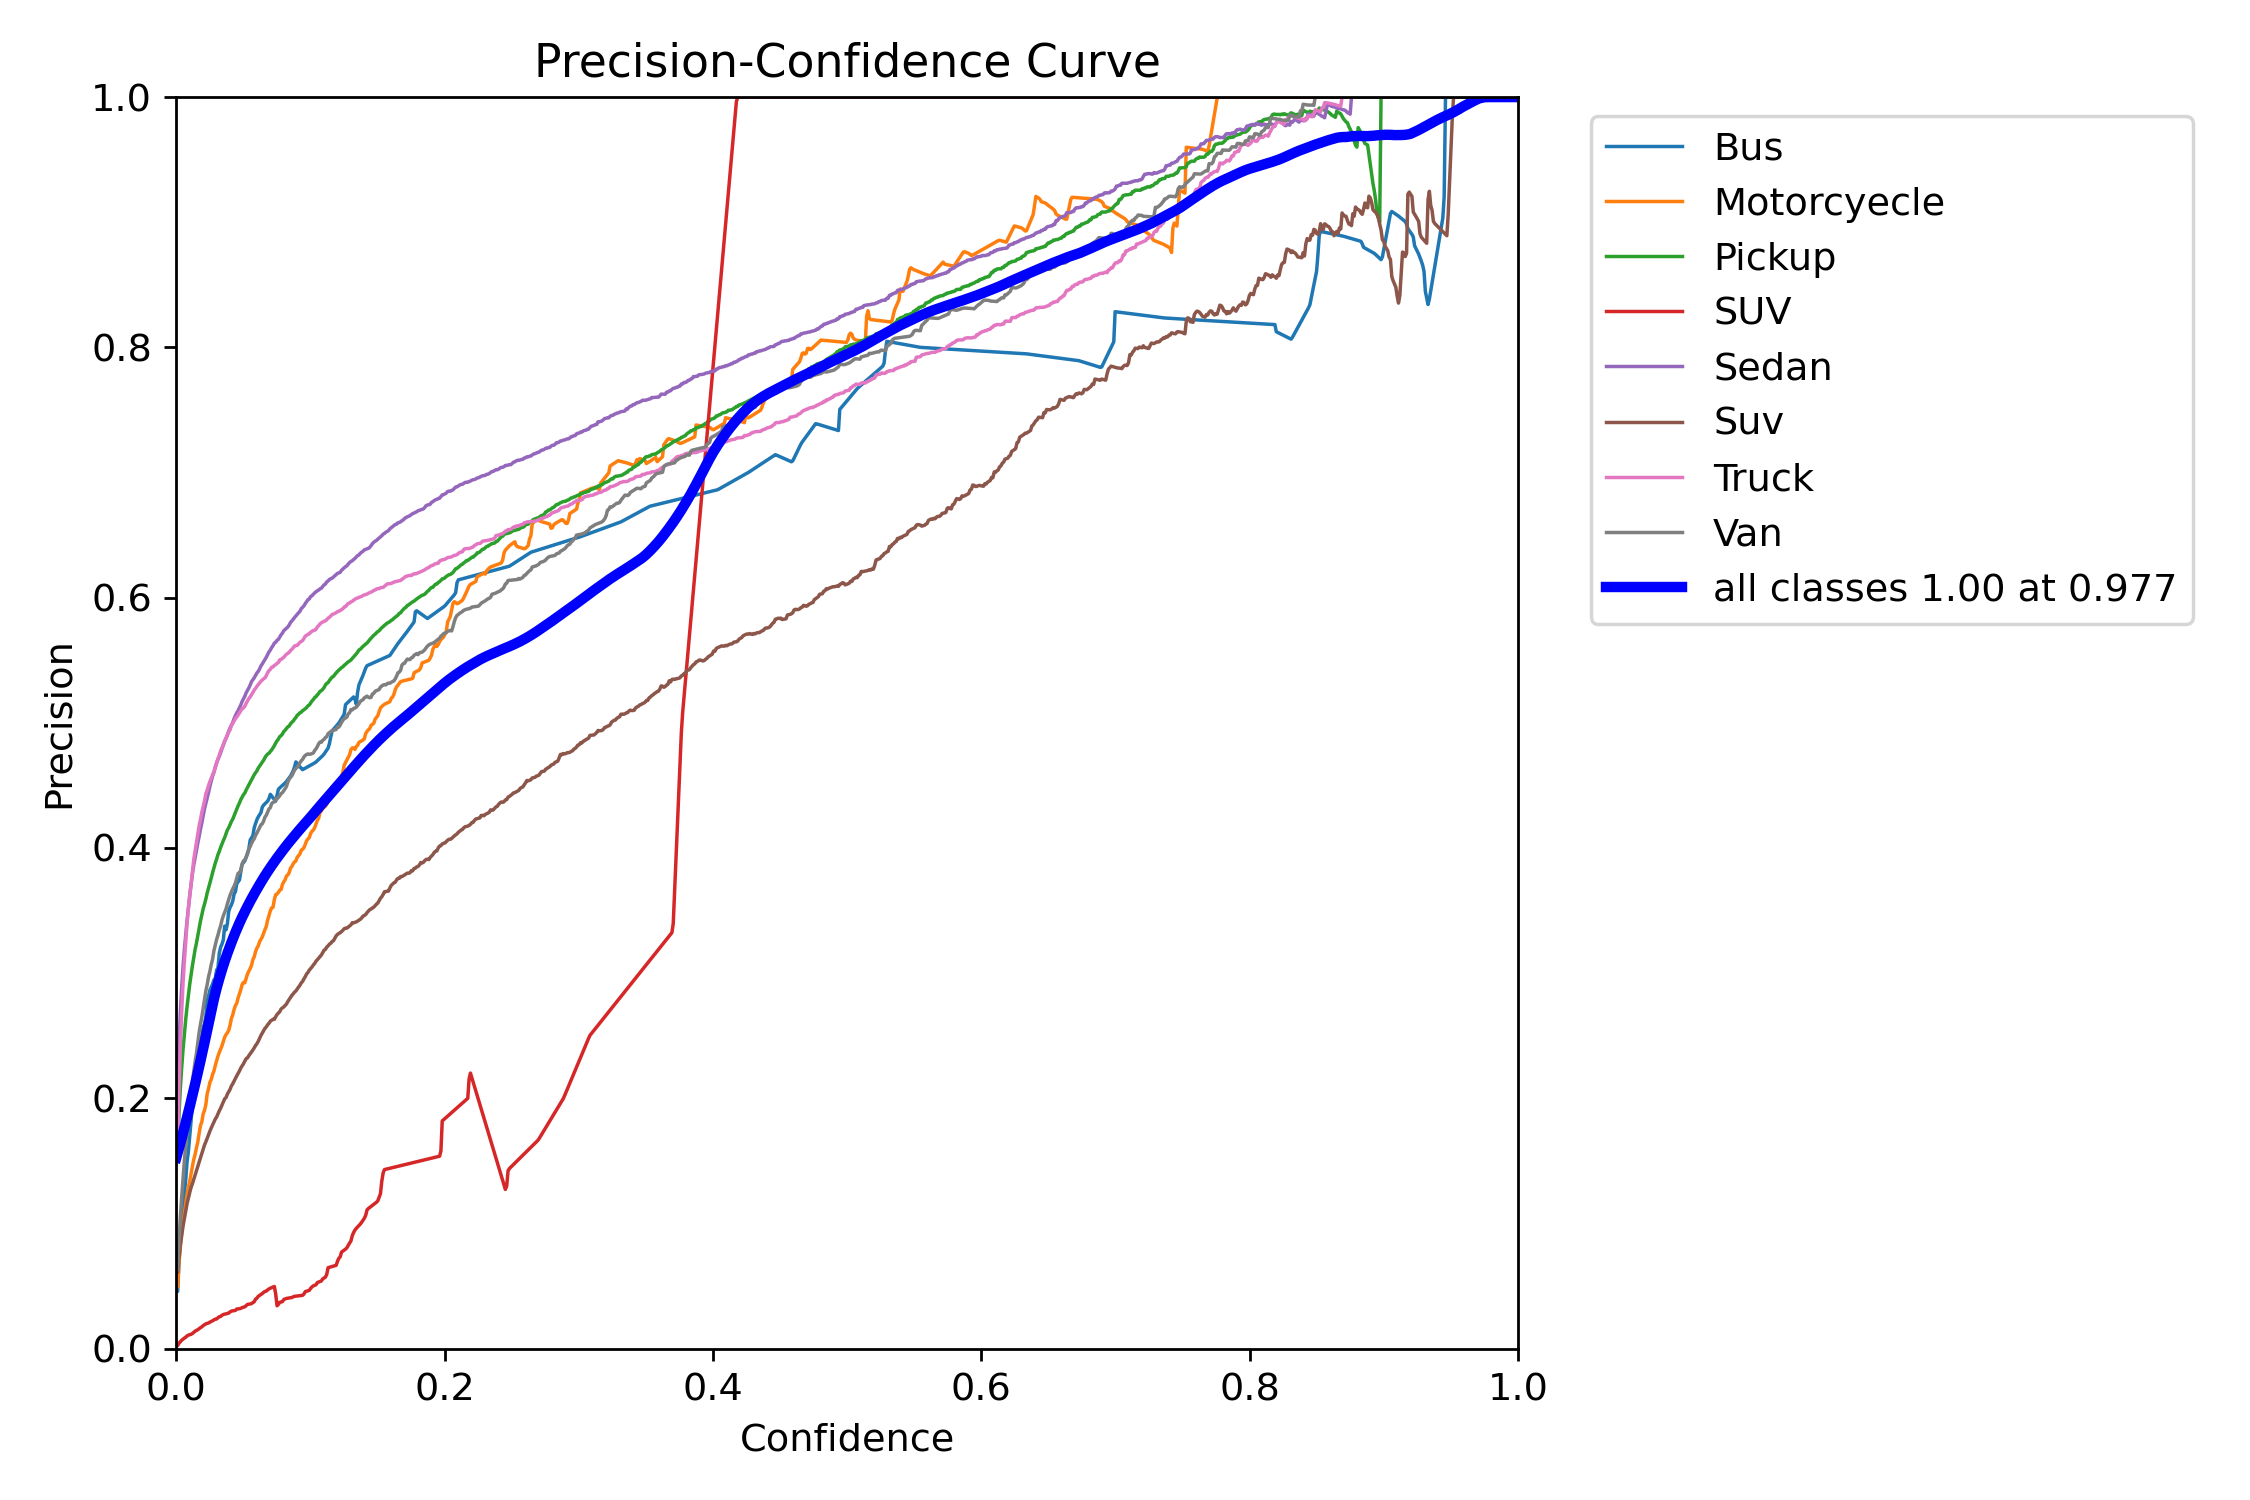 Precision-Confidence Curve
1.0
0.8
0.6
0.4
0.2
0.0
Precision
0.0 0.2 0.4 0.6 0.8 1.0
Confidence
Bus
Motorcyecle
Pickup
SUV
Sedan
Suv
Truck
Van
all classes 1.00 at 0.977